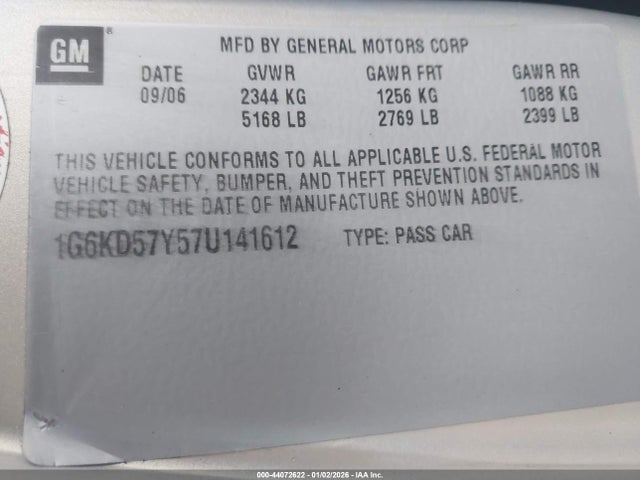 GM ®
MFD BY GENERAL MOTORS CORP
DATE GVWR GAWR FRT GAWR RR
09/06 2344 KG 1256 KG 1088 KG
5168 LB 2769 LB 2399 LB
THIS VEHICLE CONFORMS TO ALL APPLICABLE U.S. FEDERAL MOTOR
VEHICLE SAFETY, BUMPER, AND THEFT PREVENTION STANDARDS IN
EFFECT ON THE DATE OF MANUFACTURE SHOWN ABOVE.
1G6KD57Y57U141612 TYPE: PASS CAR
000-44072622 - 01/02/2026 - IAA Inc.